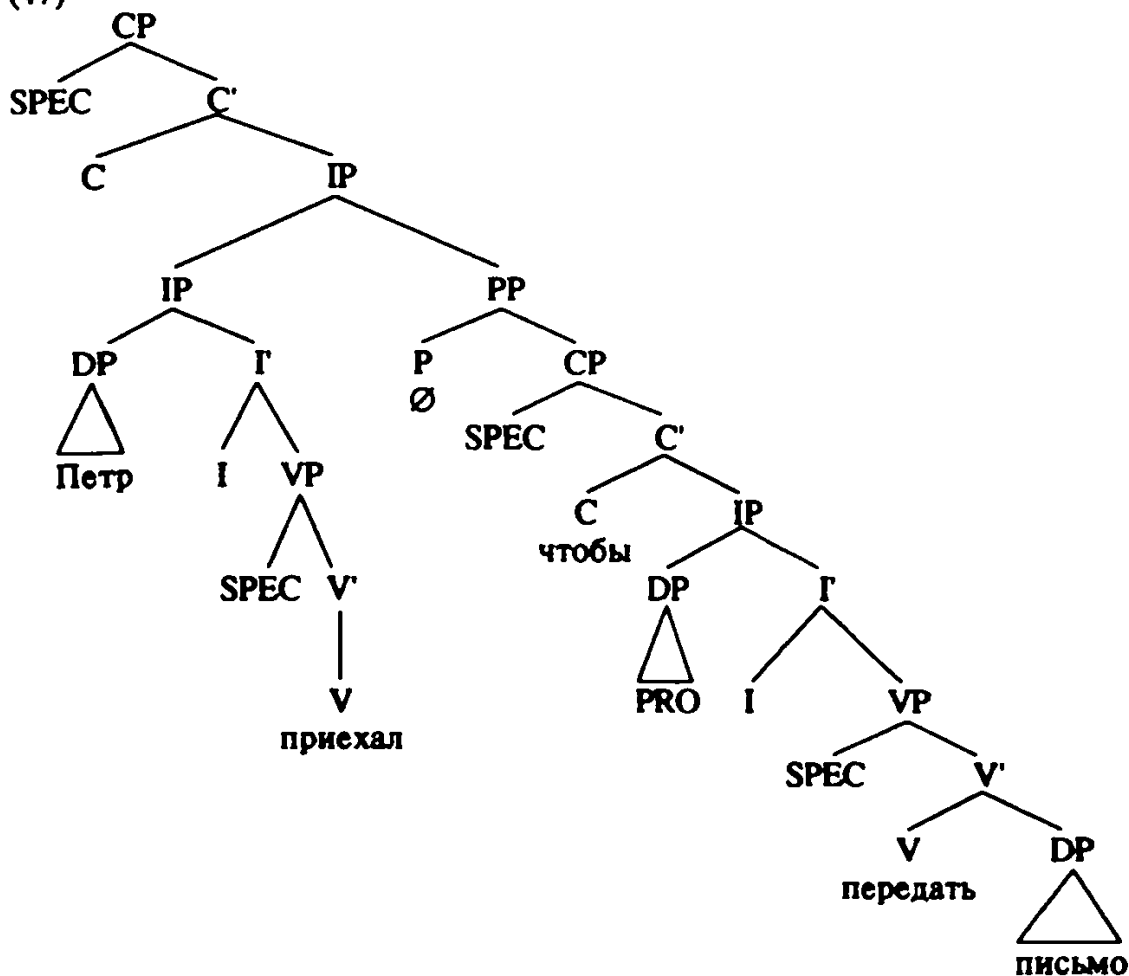 CP
SPEC C'
C IP
IP PP
DP I' P CP
Ø
SPEC C'
Петр I VP
C IP
чтобы
SPEC V' DP I'
V PRO I VP
приехал
SPEC V'
V DP
передать
письмо